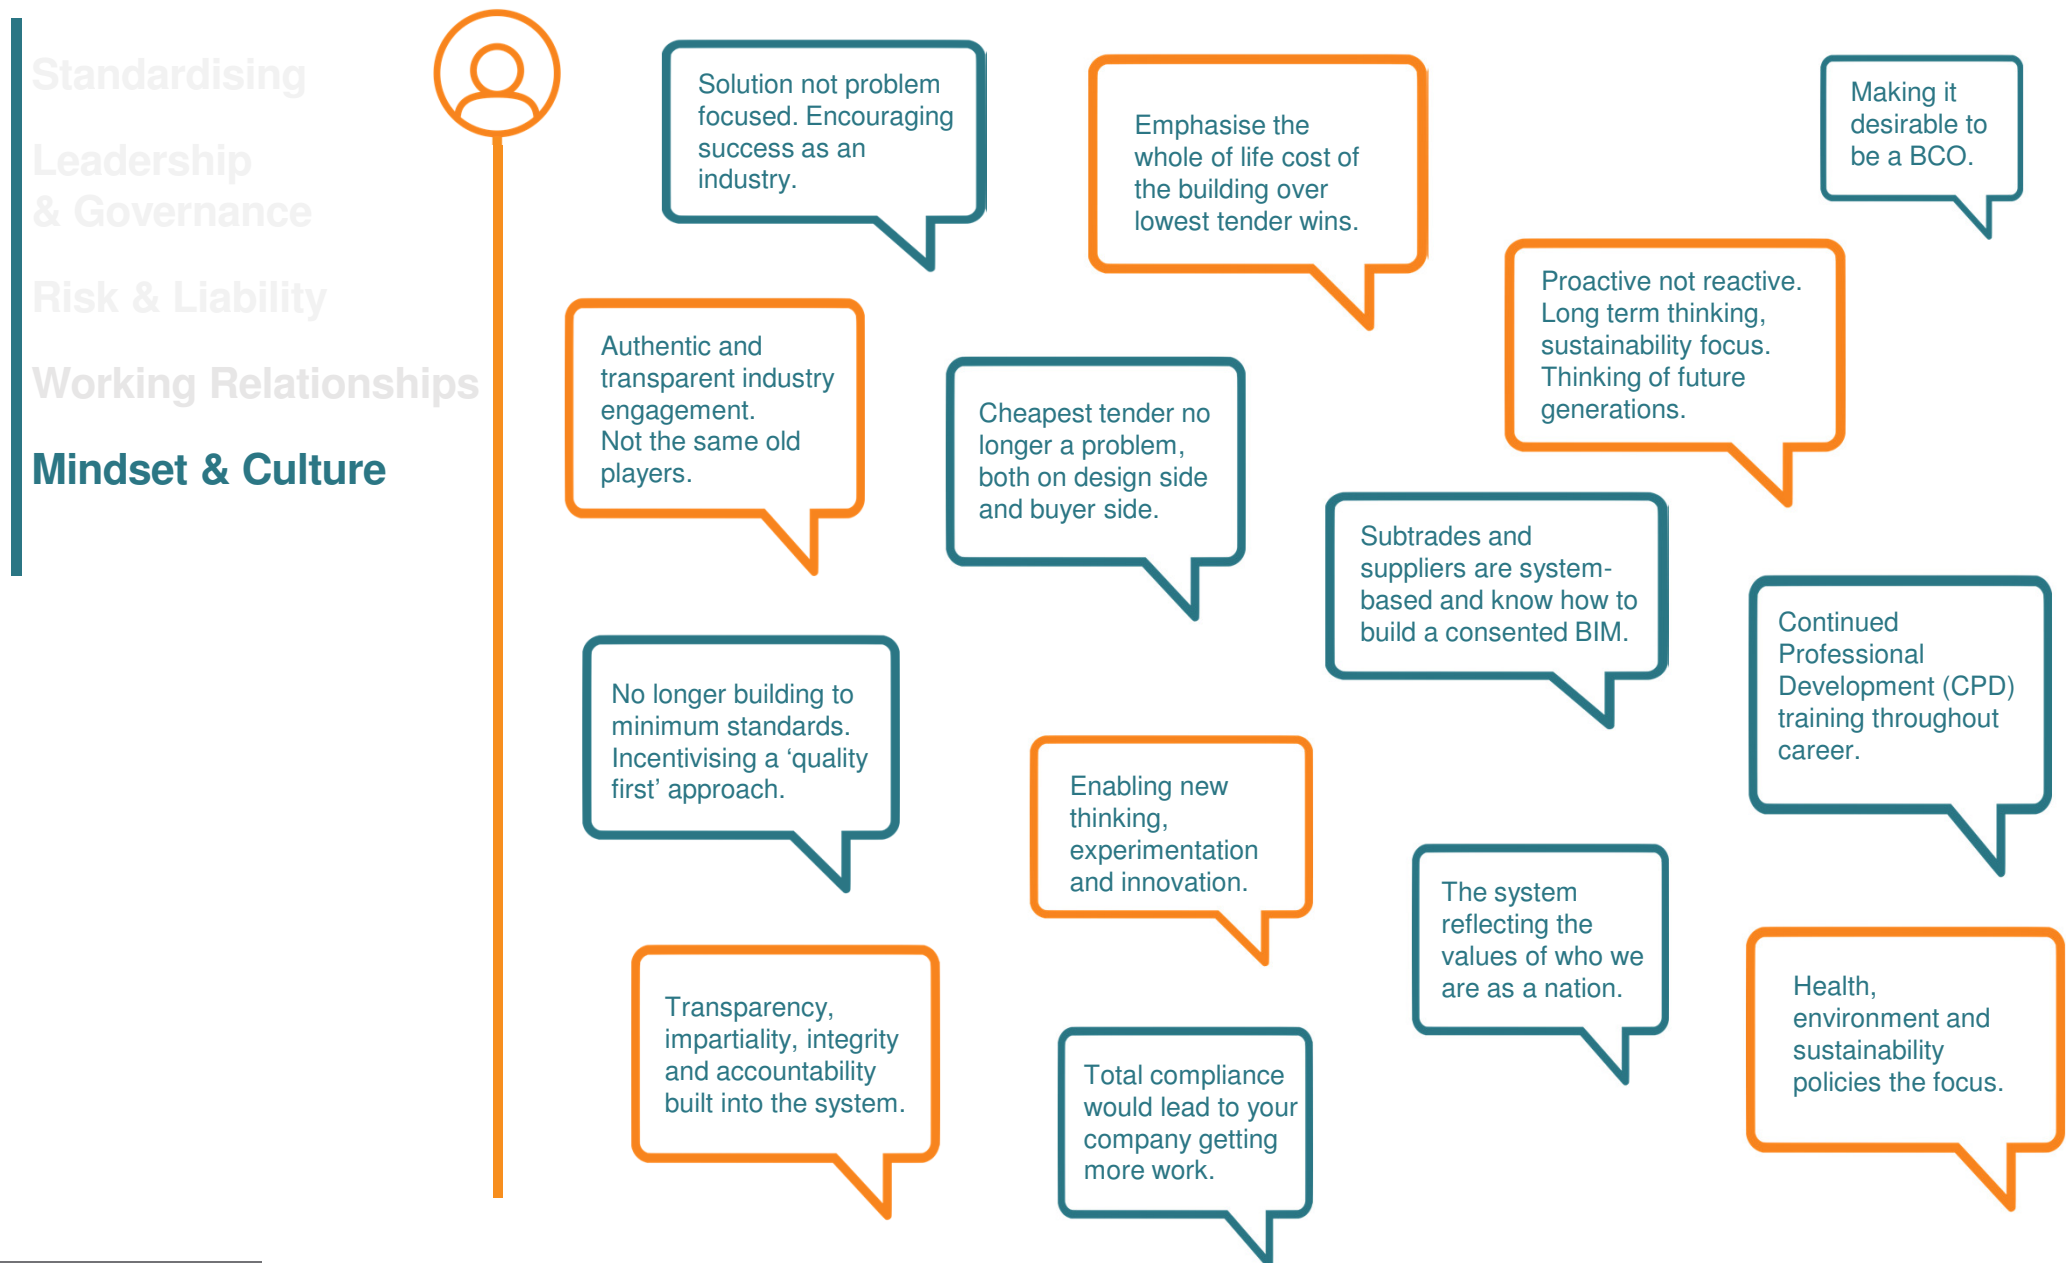 Standardising
Leadership
& Governance
Risk & Liability
Working Relationships
Mindset & Culture
Solution not problem
focused. Encouraging
success as an
industry.
Emphasise the
whole of life cost of
the building over
lowest tender wins.
Making it
desirable to
be a BCO.
Proactive not reactive.
Long term thinking,
sustainability focus.
Thinking of future
generations.
Authentic and
transparent industry
engagement.
Not the same old
players.
Cheapest tender no
longer a problem,
both on design side
and buyer side.
Subtrades and
suppliers are system-
based and know how to
build a consented BIM.
Continued
Professional
Development (CPD)
training throughout
career.
No longer building to
minimum standards.
Incentivising a ‘quality
first’ approach.
Enabling new
thinking,
experimentation
and innovation.
The system
reflecting the
values of who we
are as a nation.
Health,
environment and
sustainability
policies the focus.
Transparency,
impartiality, integrity
and accountability
built into the system.
Total compliance
would lead to your
company getting
more work.